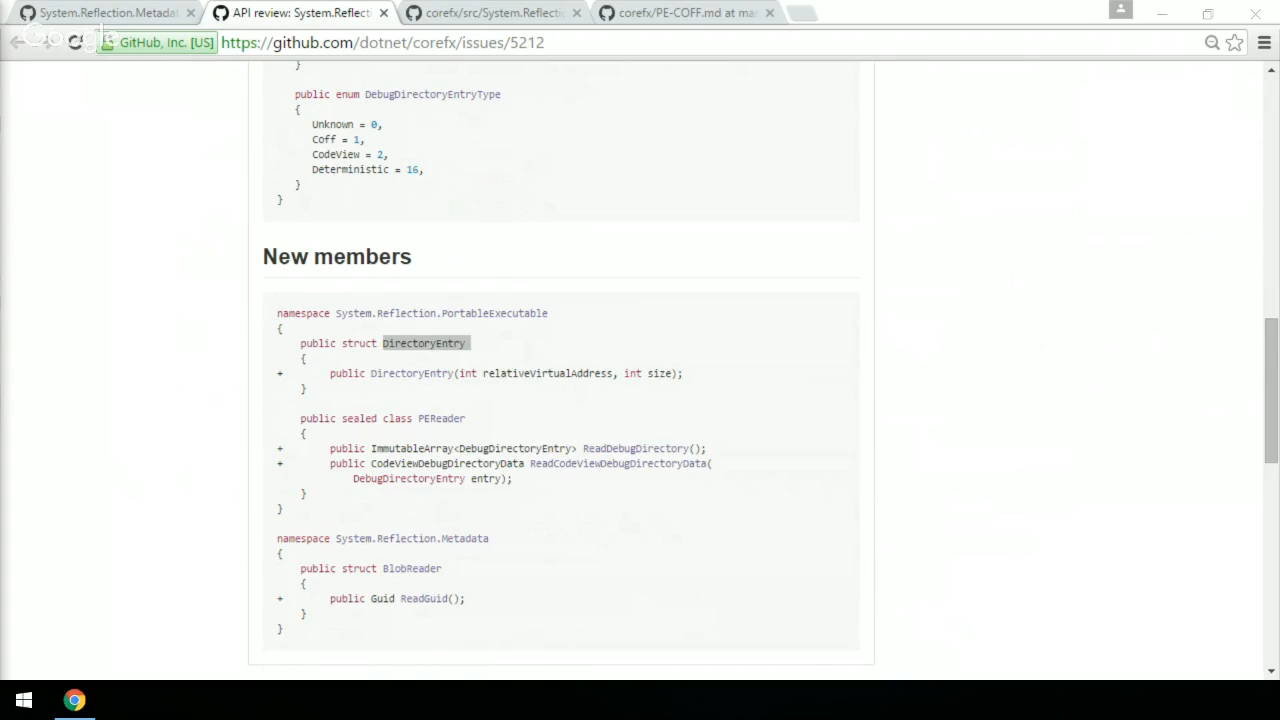 System.Reflection.Metadat
API review: System.Reflecti
corefx/src/System.Reflectio
corefx/PE-COFF.md at mas
Google
GitHub, Inc. [US]
https://github.com/dotnet/corefx/issues/5212
}
public enum DebugDirectoryEntryType
{
Unknown = 0,
Coff = 1,
CodeView = 2,
Deterministic = 16,
}
}
New members
namespace System.Reflection.PortableExecutable
{
public struct DirectoryEntry
{
+ public DirectoryEntry(int relativeVirtualAddress, int size);
}
public sealed class PEReader
{
+ public ImmutableArray<DebugDirectoryEntry> ReadDebugDirectory();
+ public CodeViewDebugDirectoryData ReadCodeViewDebugDirectoryData(
DebugDirectoryEntry entry);
}
}
namespace System.Reflection.Metadata
{
public struct BlobReader
{
+ public Guid ReadGuid();
}
}